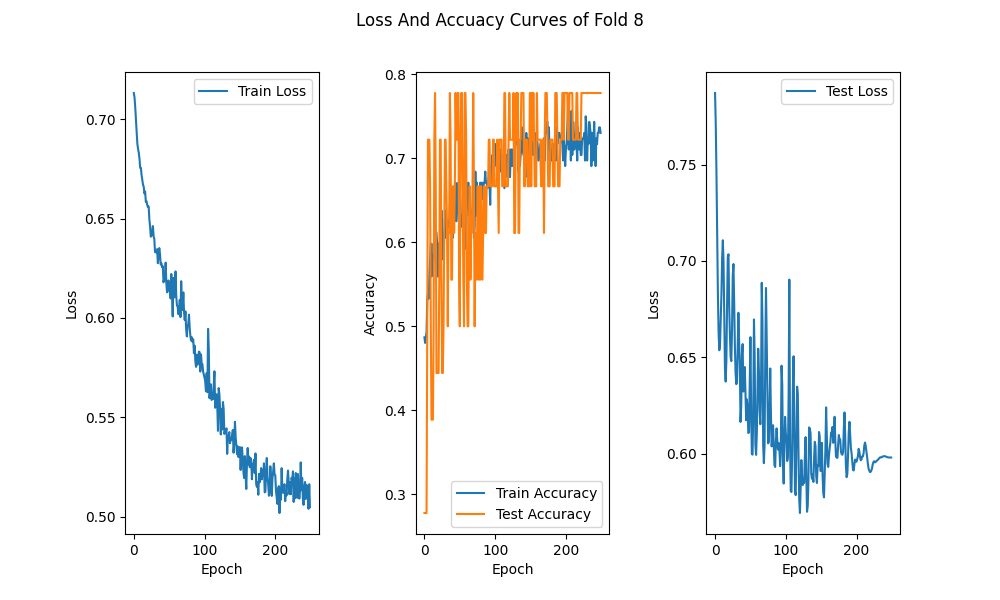 Loss And Accuacy Curves of Fold 8
Train Loss
0.70
0.65
0.60
0.55
0.50
Loss
0
100
200
Epoch
0.8
0.7
0.6
0.5
0.4
0.3
Accuracy
Train Accuracy
Test Accuracy
0
100
200
Epoch
Test Loss
0.75
0.70
0.65
0.60
Loss
0
100
200
Epoch